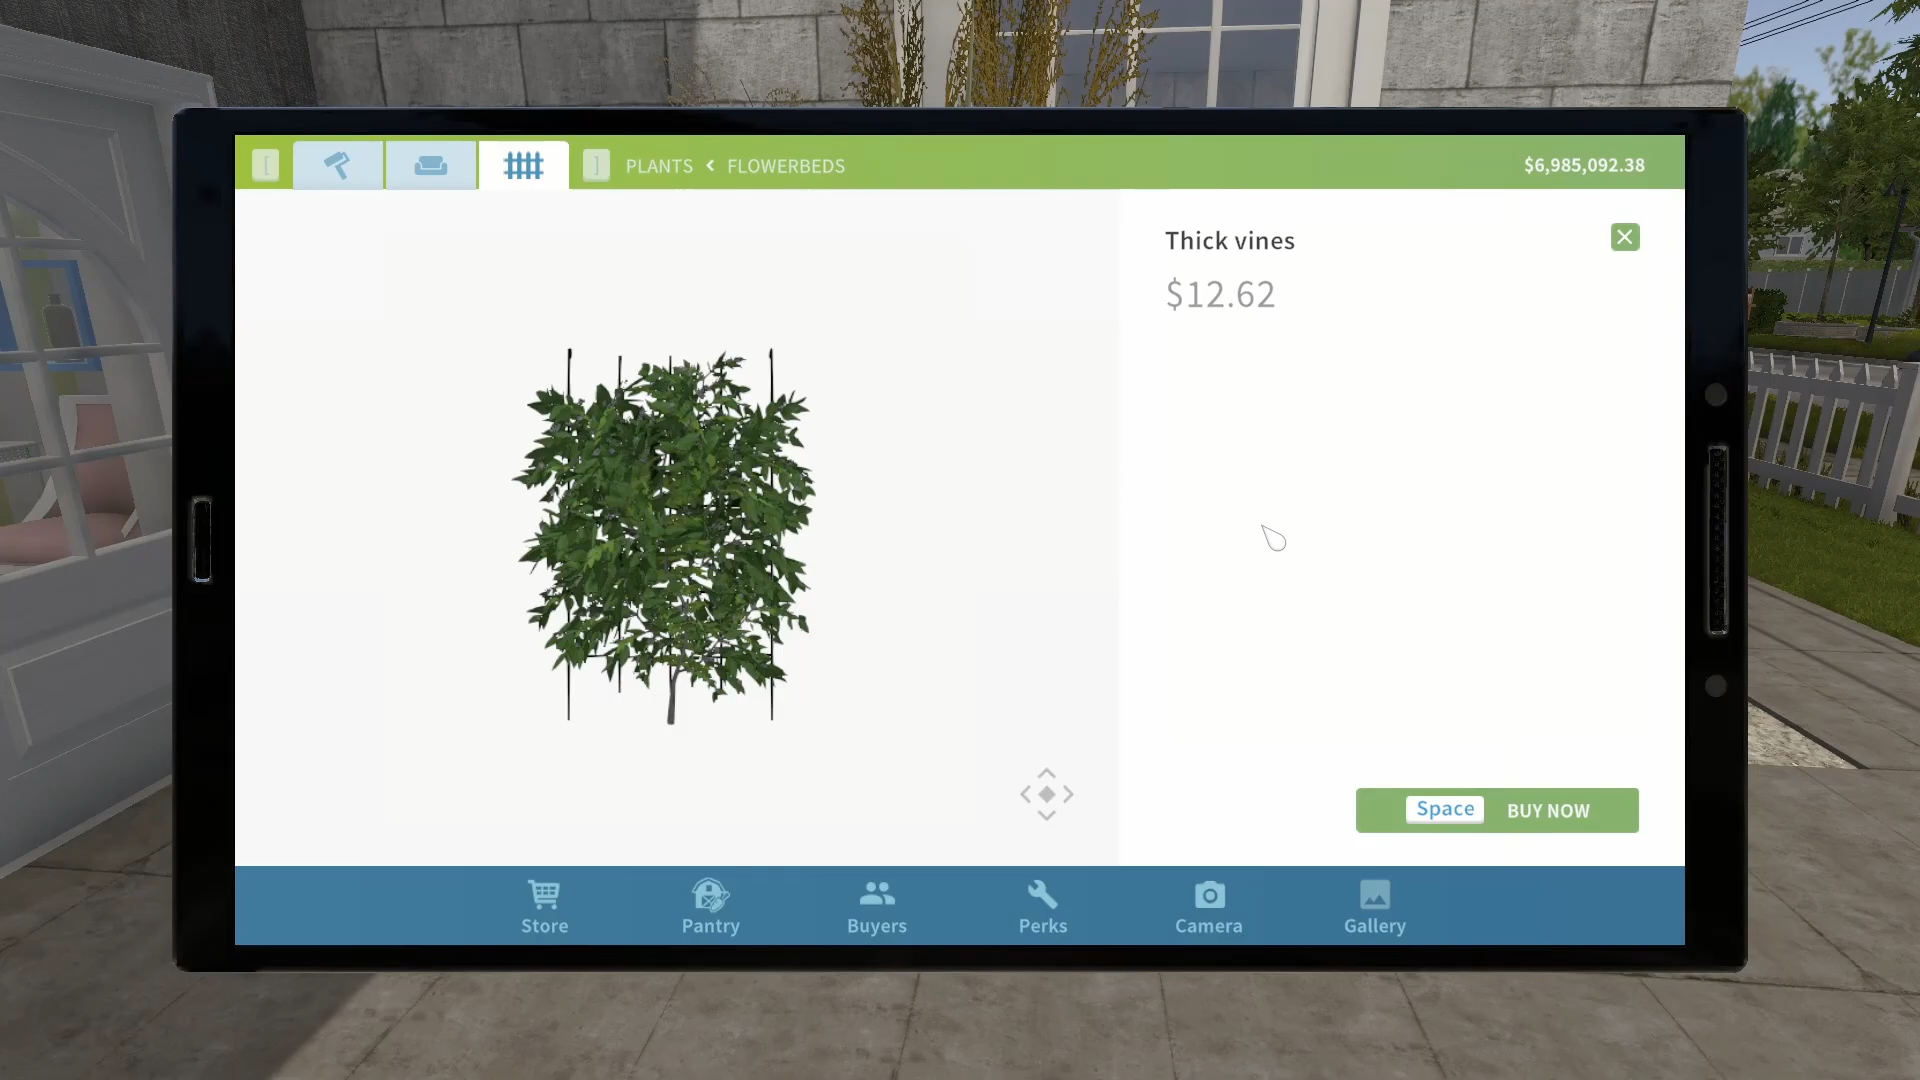 [ ] PLANTS < FLOWERBEDS $6,985,092.38
Thick vines
$12.62
Space BUY NOW
Store Pantry Buyers Perks Camera Gallery